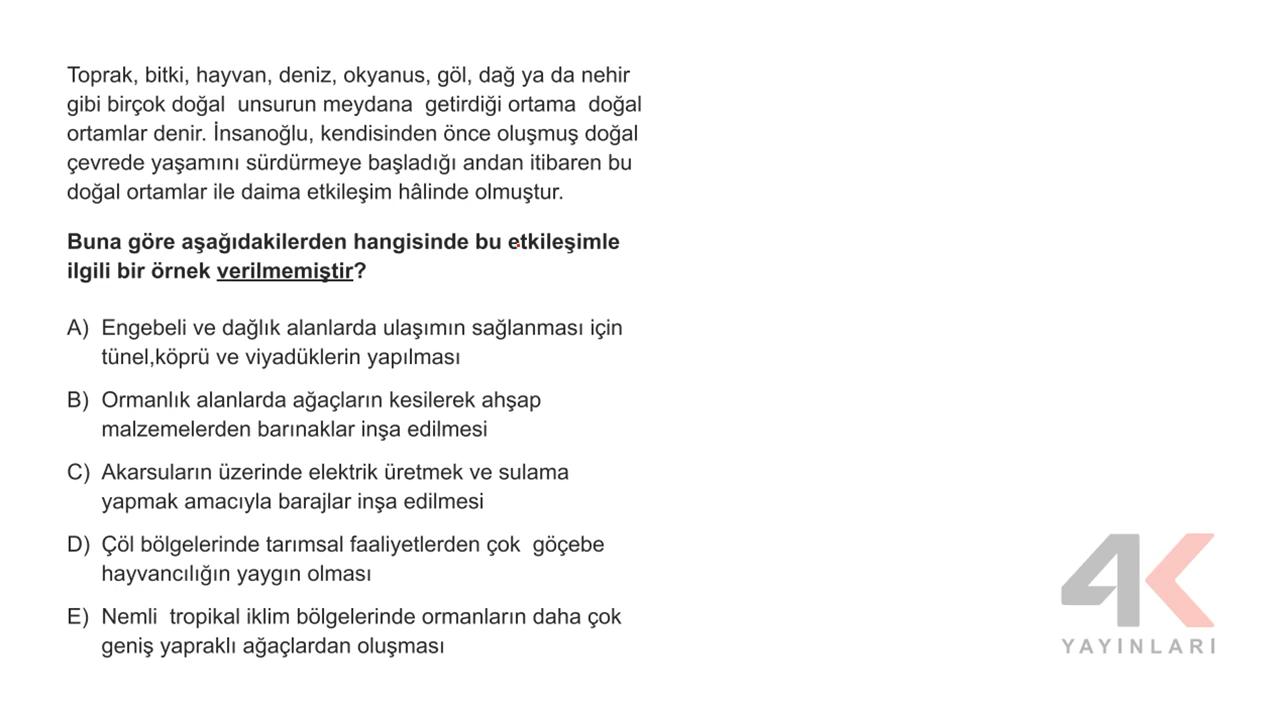 Toprak, bitki, hayvan, deniz, okyanus, göl, dağ ya da nehir
gibi birçok doğal unsurun meydana getirdiği ortama doğal
ortamlar denir. İnsanoğlu, kendisinden önce oluşmuş doğal
çevrede yaşamını sürdürmeye başladığı andan itibaren bu
doğal ortamlar ile daima etkileşim hâlinde olmuştur.
Buna göre aşağıdakilerden hangisinde bu etkileşimle
ilgili bir örnek verilmemiştir?
A) Engebeli ve dağlık alanlarda ulaşımın sağlanması için
tünel,köprü ve viyadüklerin yapılması
B) Ormanlık alanlarda ağaçların kesilerek ahşap
malzemelerden barınaklar inşa edilmesi
C) Akarsuların üzerinde elektrik üretmek ve sulama
yapmak amacıyla barajlar inşa edilmesi
D) Çöl bölgelerinde tarımsal faaliyetlerden çok göçebe
hayvancılığın yaygın olması
E) Nemli tropikal iklim bölgelerinde ormanların daha çok
geniş yapraklı ağaçlardan oluşması
4K
YAYINLARI